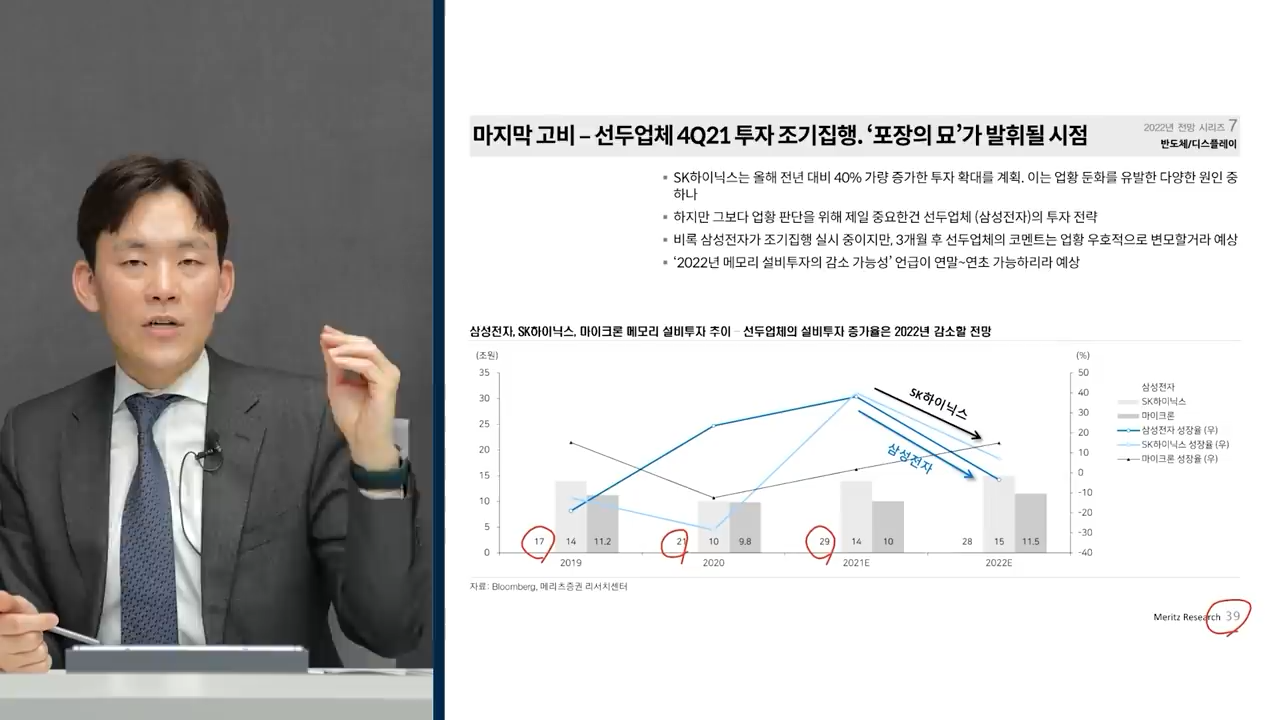 마지막 고비 – 선두업체 4Q21 투자 조기집행. ‘포장의 묘’가 발휘될 시점
2022년 전망 시리즈 7
반도체/디스플레이
▪ SK하이닉스는 올해 전년 대비 40% 가량 증가한 투자 확대를 계획. 이는 업황 둔화를 유발한 다양한 원인 중
하나
▪ 하지만 그보다 업황 판단을 위해 제일 중요한건 선두업체 (삼성전자)의 투자 전략
▪ 비록 삼성전자가 조기집행 실시 중이지만, 3개월 후 선두업체의 코멘트는 업황 우호적으로 변모할거라 예상
▪ ‘2022년 메모리 설비투자의 감소 가능성’ 언급이 연말~연초 가능하리라 예상
삼성전자, SK하이닉스, 마이크론 메모리 설비투자 추이 – 선두업체의 설비투자 증가율은 2022년 감소할 전망
(조원)
35
30
25
20
15
10
5
0
SK하이닉스
삼성전자
17 14 11.2
21 10 9.8
29 14 10
28 15 11.5
2019 2020 2021E 2022E
(%)
50
40
30
20
10
0
-10
-20
-30
-40
삼성전자
SK하이닉스
마이크론
삼성전자 성장율 (우)
SK하이닉스 성장율 (우)
마이크론 성장율 (우)
자료: Bloomberg, 메리츠증권 리서치센터
Meritz Research 39